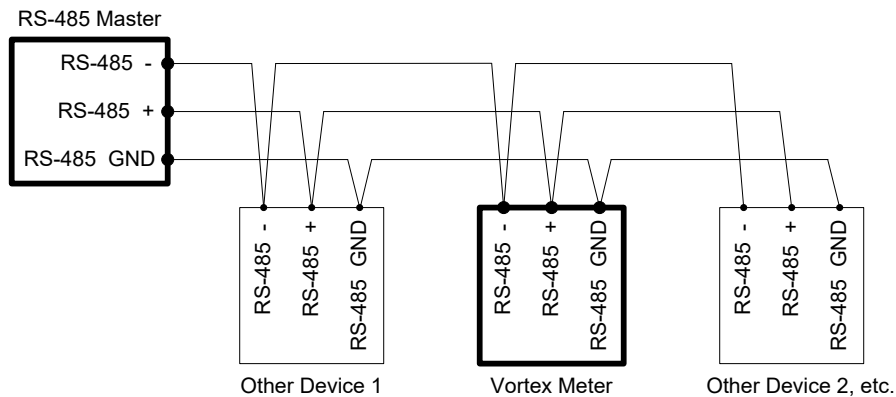 RS-485 Master
RS-485 -
RS-485 +
RS-485 GND
RS-485 -
RS-485 +
RS-485 GND
RS-485 -
RS-485 +
RS-485 GND
RS-485 -
RS-485 +
RS-485 GND
Other Device 1
Vortex Meter
Other Device 2, etc.